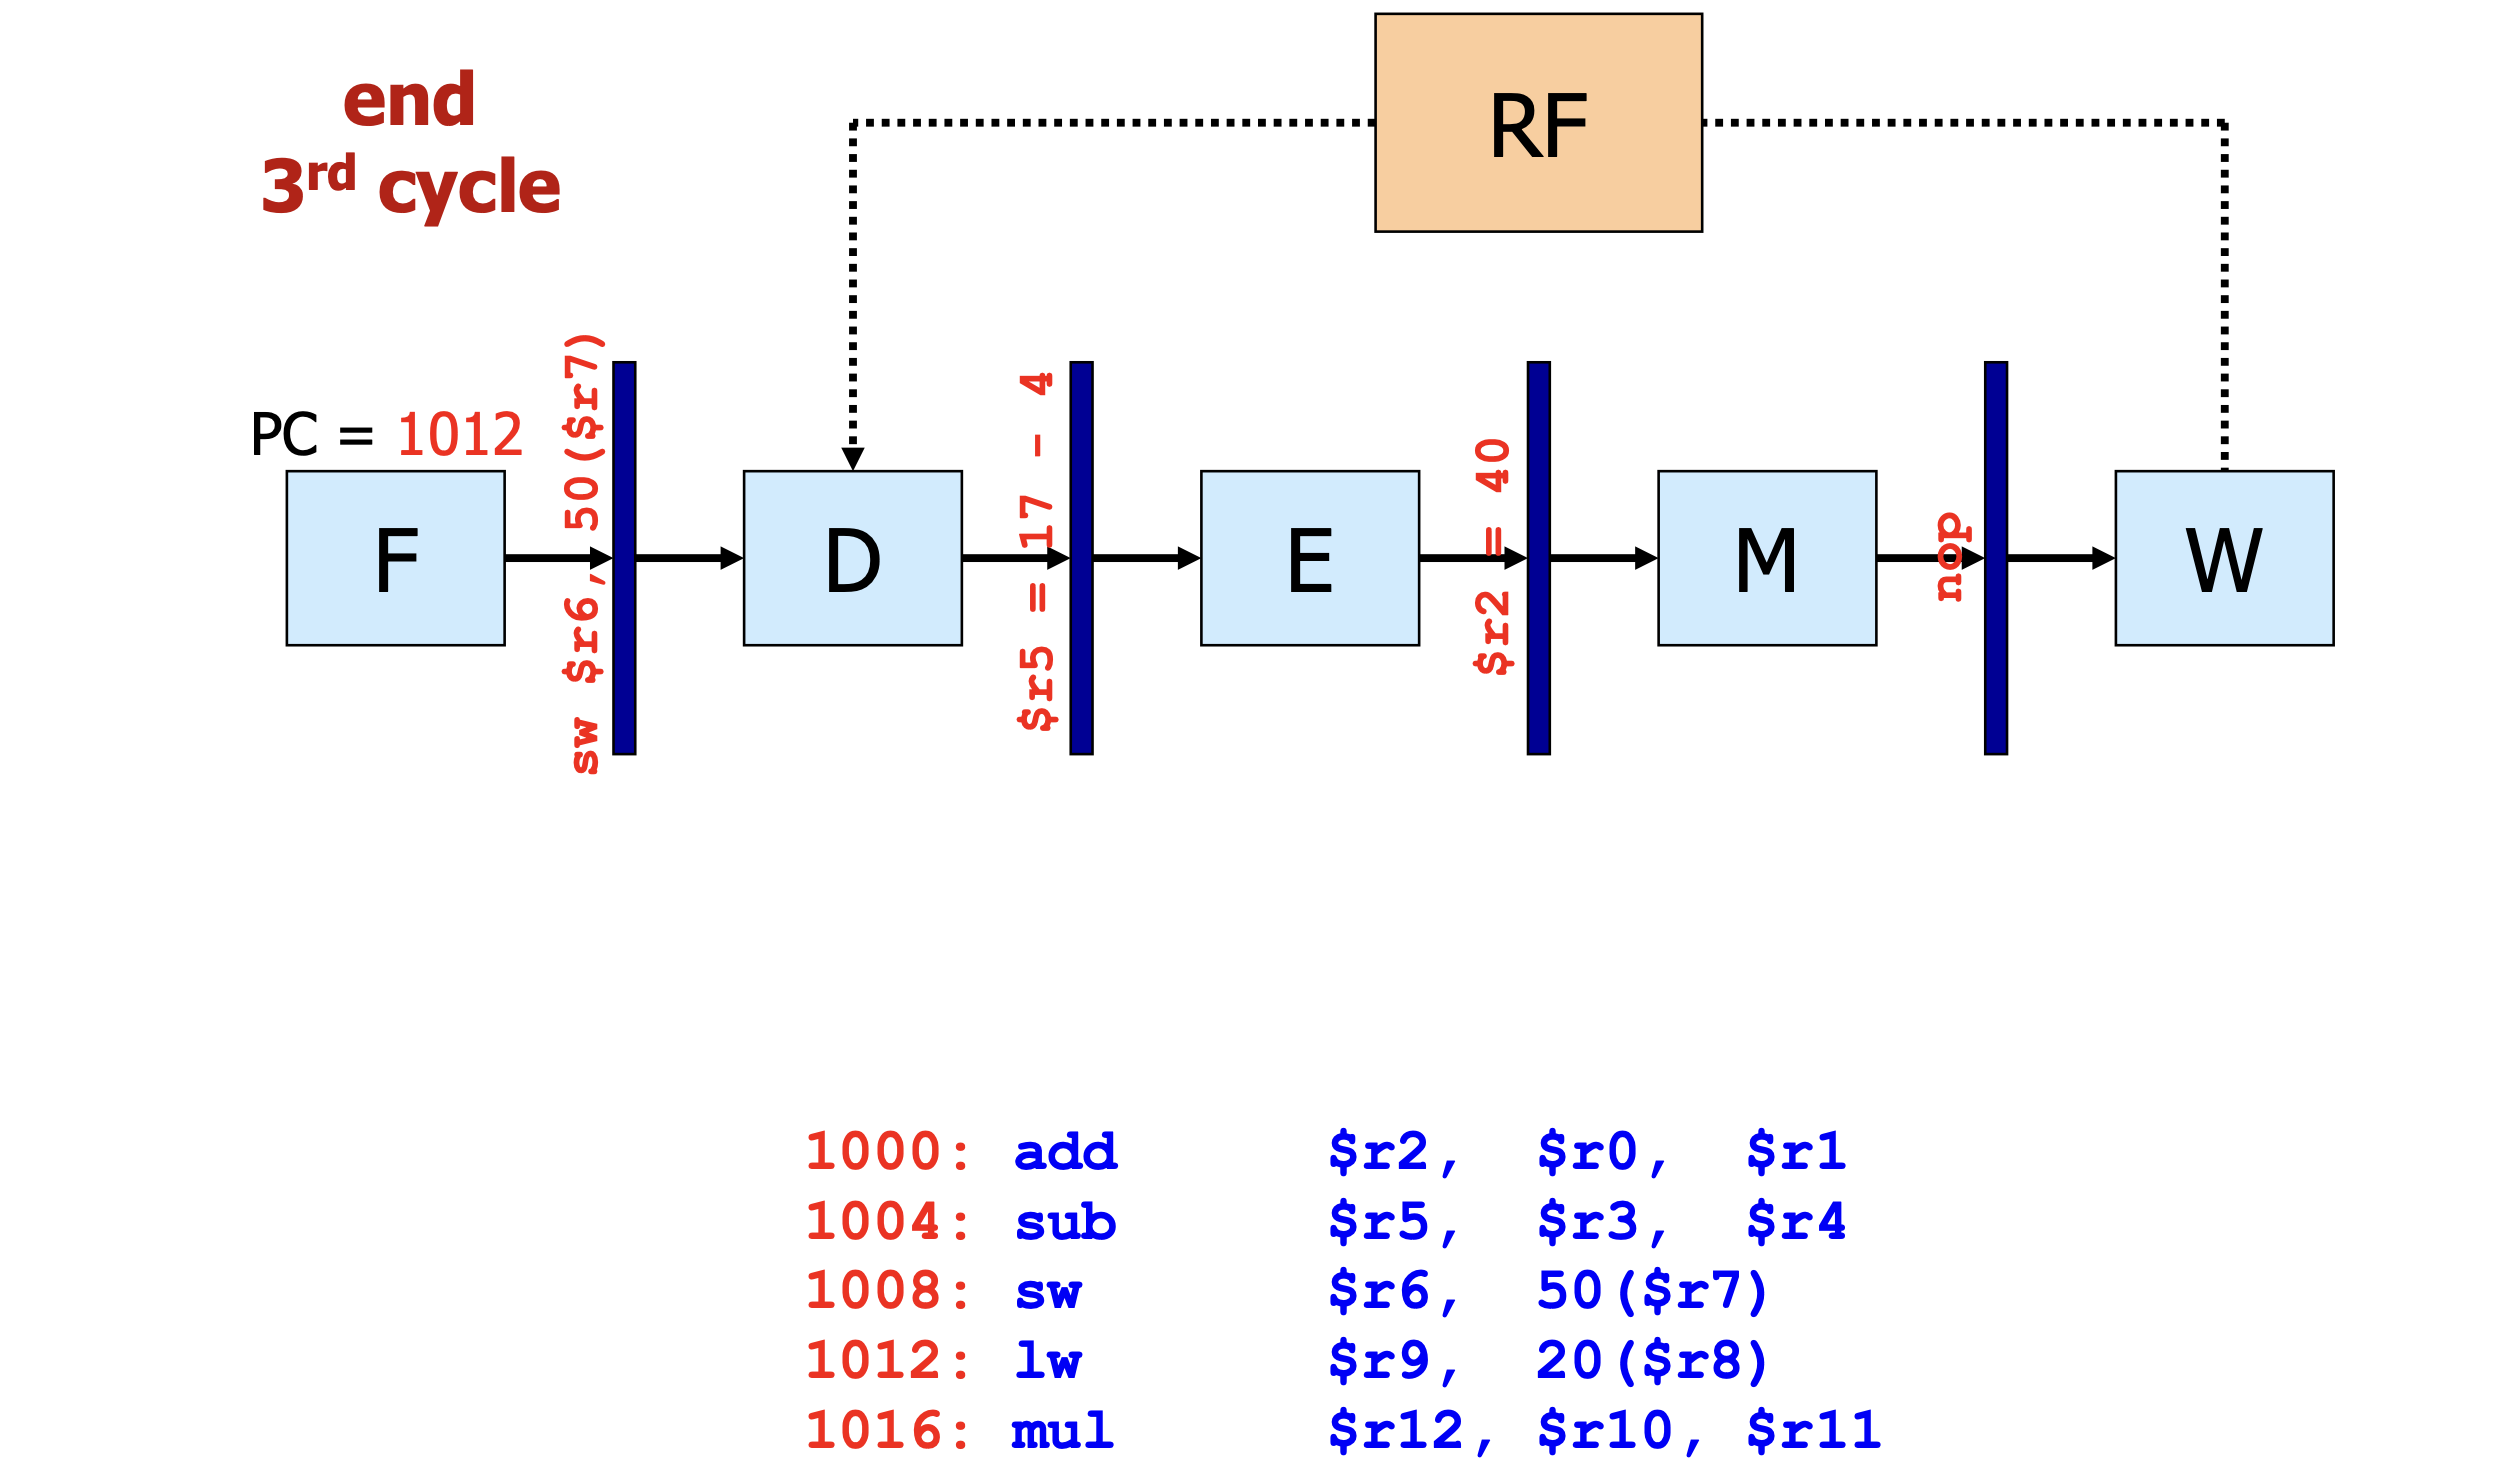 end
3rd cycle
RF
PC = 1012
sw $r6, 50($r7)
$r5 = 17 - 4
$r2 = 40
nop
F
D
E
M
W
1000: add $r2, $r0, $r1
1004: sub $r5, $r3, $r4
1008: sw $r6, 50($r7)
1012: lw $r9, 20($r8)
1016: mul $r12, $r10, $r11